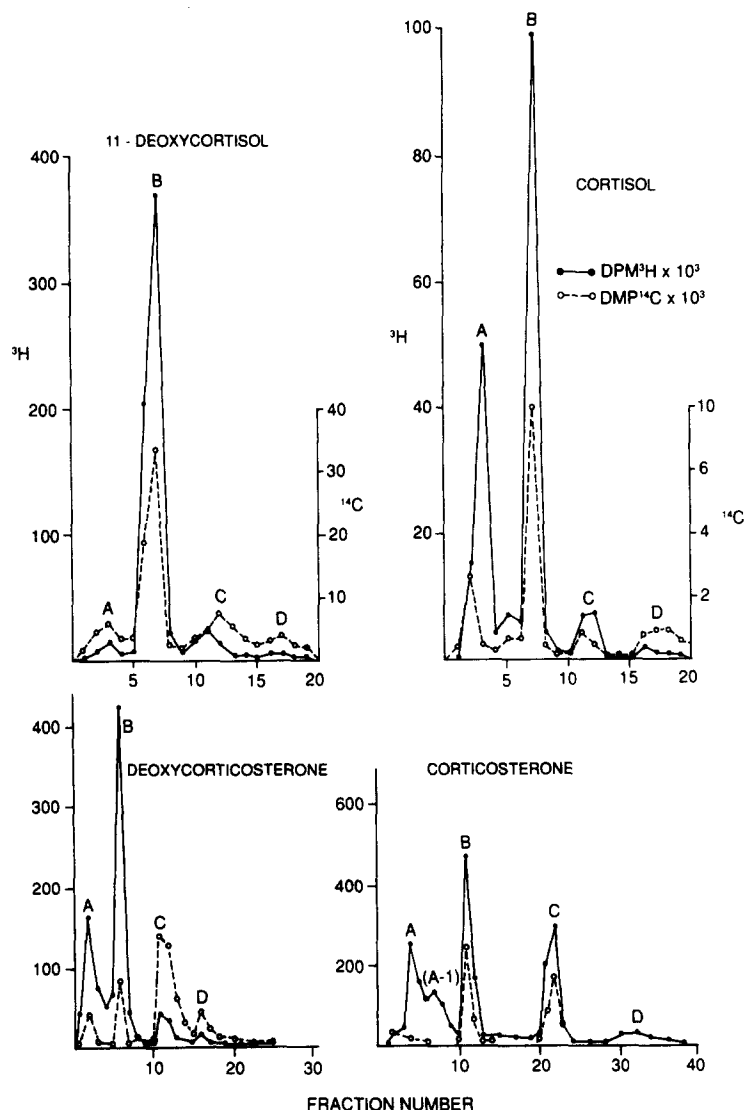 11 - DEOXYCORTISOL
400
300
200
100
³H
A
B
C
D
40
30
20
10
¹⁴C
5
10
15
20
CORTISOL
DPM³H x 10³
DMP¹⁴C x 10³
100
80
60
40
20
³H
A
B
C
D
10
8
6
4
2
¹⁴C
5
10
15
20
DEOXYCORTICOSTERONE
400
300
200
100
A
B
C
D
10
20
30
CORTICOSTERONE
600
400
200
A
(A-1)
B
C
D
10
20
30
40
FRACTION NUMBER